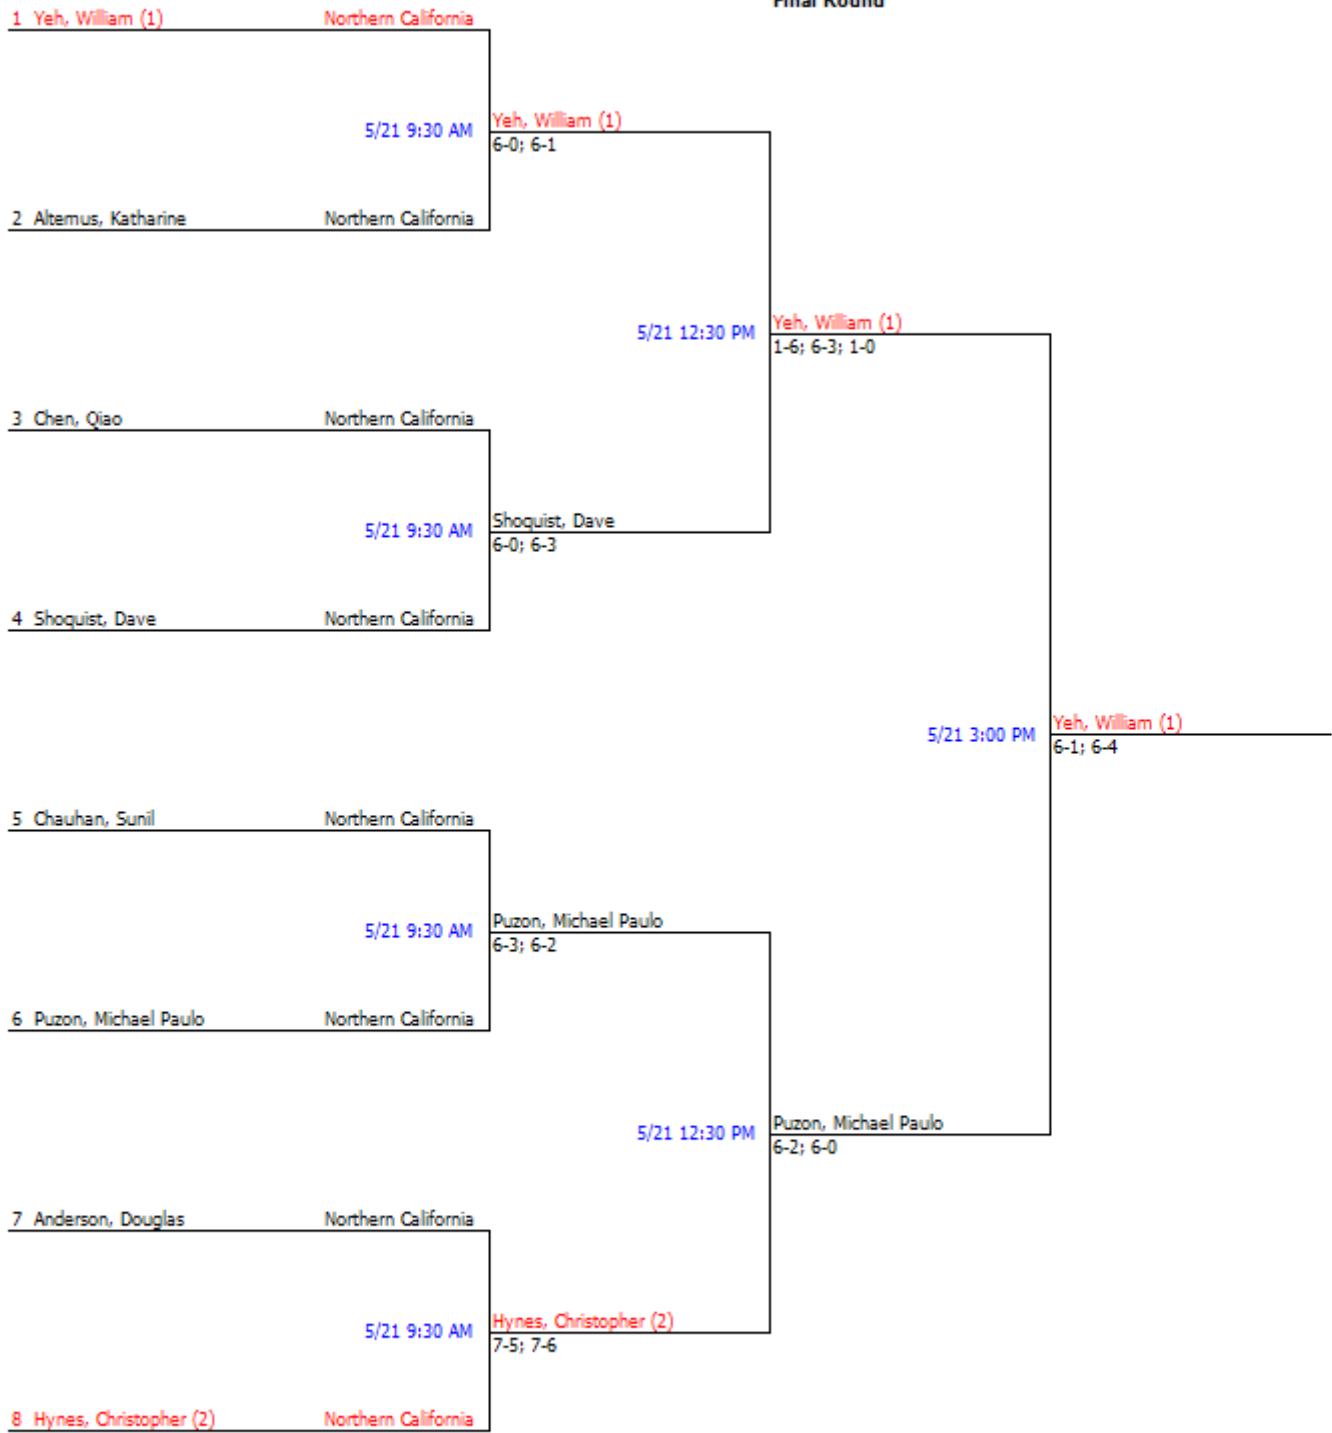 Final Round
1 Yeh, William (1) Northern California
5/21 9:30 AM Yeh, William (1)
6-0; 6-1
2 Altemus, Katharine Northern California
5/21 12:30 PM Yeh, William (1)
1-6; 6-3; 1-0
3 Chen, Qiao Northern California
5/21 9:30 AM Shoquist, Dave
6-0; 6-3
4 Shoquist, Dave Northern California
5/21 3:00 PM Yeh, William (1)
6-1; 6-4
5 Chauhan, Sunil Northern California
5/21 9:30 AM Puzon, Michael Paulo
6-3; 6-2
6 Puzon, Michael Paulo Northern California
5/21 12:30 PM Puzon, Michael Paulo
6-2; 6-0
7 Anderson, Douglas Northern California
5/21 9:30 AM Hynes, Christopher (2)
7-5; 7-6
8 Hynes, Christopher (2) Northern California